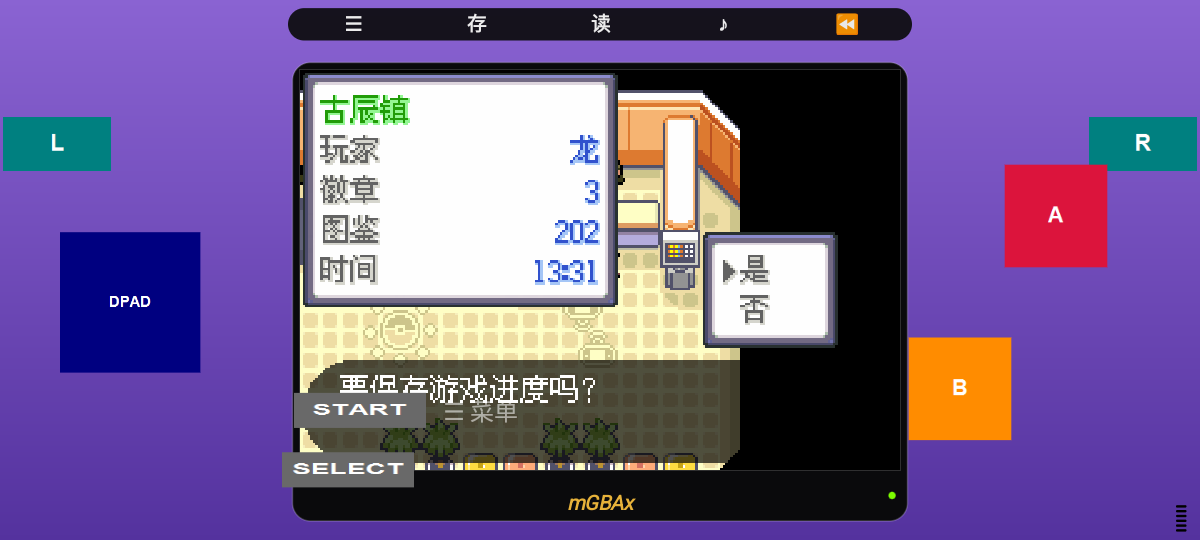 ☰ 存 读 ♪ ⏪
L
R
A
B
DPAD
古辰镇
玩家 龙
徽章 3
图鉴 202
时间 13:31
是
否
要保存游戏进度吗？
START
☰ 菜单
SELECT
mGBAx